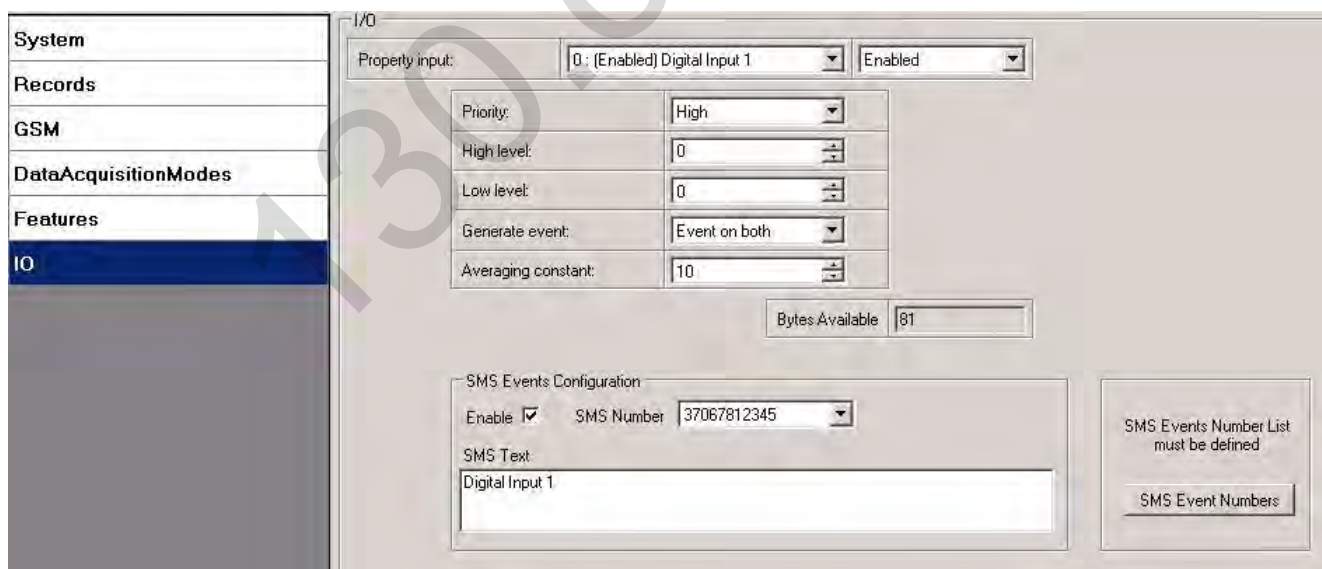 System
Records
GSM
DataAcquisitionModes
Features
IO
I/O
Property input: 0 : (Enabled) Digital Input 1 Enabled
Priority: High
High level: 0
Low level: 0
Generate event: Event on both
Averaging constant: 10
Bytes Available 81
SMS Events Configuration
Enable SMS Number 37067812345
SMS Text
Digital Input 1
SMS Events Number List
must be defined
SMS Event Numbers
130.